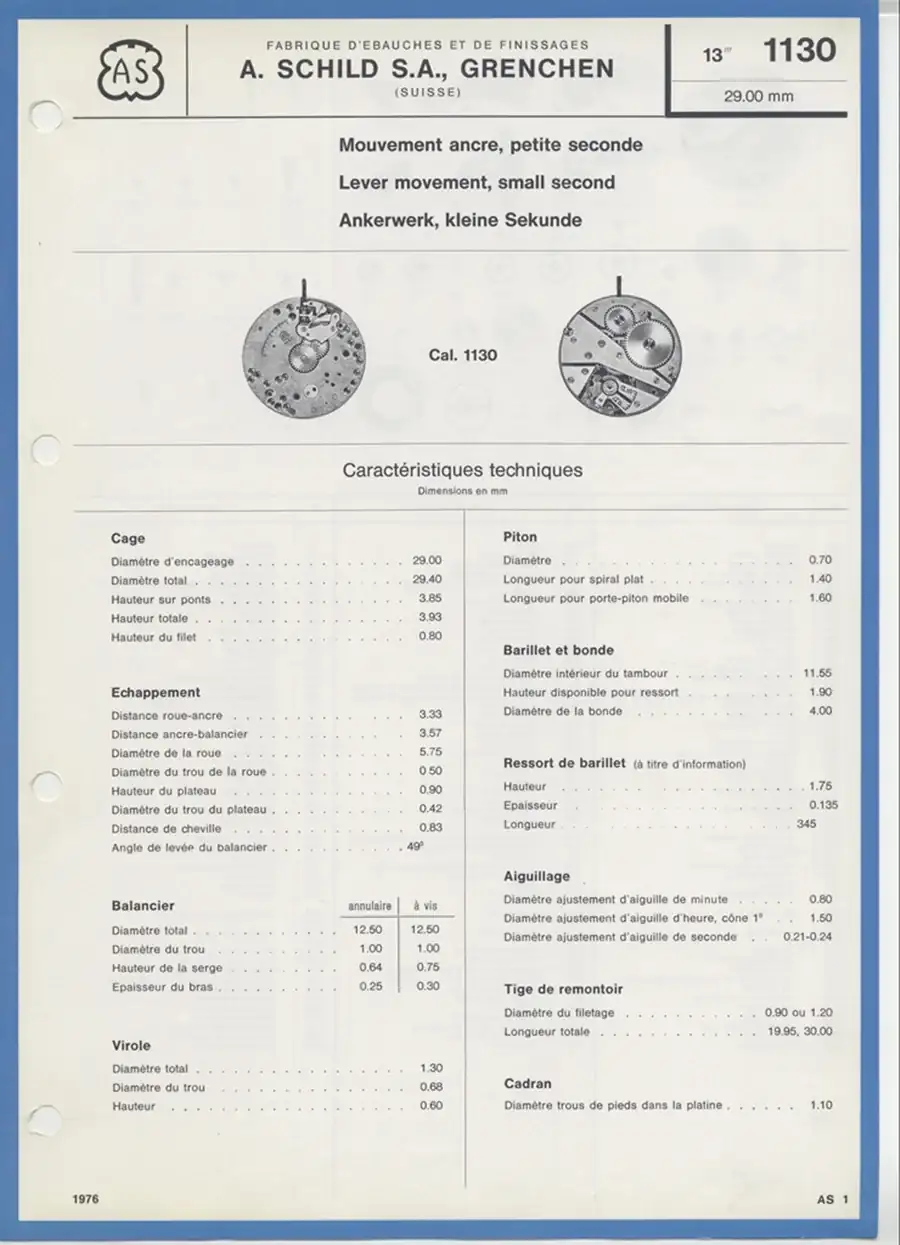 AS
FABRIQUE D'EBAUCHES ET DE FINISSAGES
A. SCHILD S.A., GRENCHEN
(SUISSE)
13''' 1130
29.00 mm
Mouvement ancre, petite seconde
Lever movement, small second
Ankerwerk, kleine Sekunde
Cal. 1130
Caractéristiques techniques
Dimensions en mm
Cage
Diamètre d'encageage . . . . . . . . . . . . . 29.00
Diamètre total . . . . . . . . . . . . . . . . . 29.40
Hauteur sur ponts . . . . . . . . . . . . . . . 3.85
Hauteur totale . . . . . . . . . . . . . . . . . 3.93
Hauteur du filet . . . . . . . . . . . . . . . . 0.80
Echappement
Distance roue-ancre . . . . . . . . . . . . . . 3.33
Distance ancre-balancier . . . . . . . . . . . . 3.57
Diamètre de la roue . . . . . . . . . . . . . . 5.75
Diamètre du trou de la roue . . . . . . . . . . . 0 50
Hauteur du plateau . . . . . . . . . . . . . . 0.90
Diamètre du trou du plateau . . . . . . . . . . . 0.42
Distance de cheville . . . . . . . . . . . . . . 0.83
Angle de levée du balancier . . . . . . . . . . . 49°
Balancier annulaire à vis
Diamètre total . . . . . . . . . . . . 12.50 12.50
Diamètre du trou . . . . . . . . . . 1.00 1.00
Hauteur de la serge . . . . . . . . . 0.64 0.75
Epaisseur du bras . . . . . . . . . . 0.25 0.30
Virole
Diamètre total . . . . . . . . . . . . . . . . . 1.30
Diamètre du trou . . . . . . . . . . . . . . . 0.68
Hauteur . . . . . . . . . . . . . . . . . . . 0.60
Piton
Diamètre . . . . . . . . . . . . . . . . . . . 0.70
Longueur pour spiral plat . . . . . . . . . . . . 1.40
Longueur pour porte-piton mobile . . . . . . . . 1.60
Barillet et bonde
Diamètre intérieur du tambour . . . . . . . . . . 11.55
Hauteur disponible pour ressort . . . . . . . . . 1.90
Diamètre de la bonde . . . . . . . . . . . . . 4.00
Ressort de barillet (à titre d'information)
Hauteur . . . . . . . . . . . . . . . . . . . 1.75
Epaisseur . . . . . . . . . . . . . . . . . . 0.135
Longueur . . . . . . . . . . . . . . . . . . 345
Aiguillage
Diamètre ajustement d'aiguille de minute . . . . . 0.80
Diamètre ajustement d'aiguille d'heure, cône 1° . . 1.50
Diamètre ajustement d'aiguille de seconde . . 0.21-0.24
Tige de remontoir
Diamètre du filetage . . . . . . . . . . . 0.90 ou 1.20
Longueur totale . . . . . . . . . . . . . 19.95, 30.00
Cadran
Diamètre trous de pieds dans la platine . . . . . . 1.10
1976
AS 1